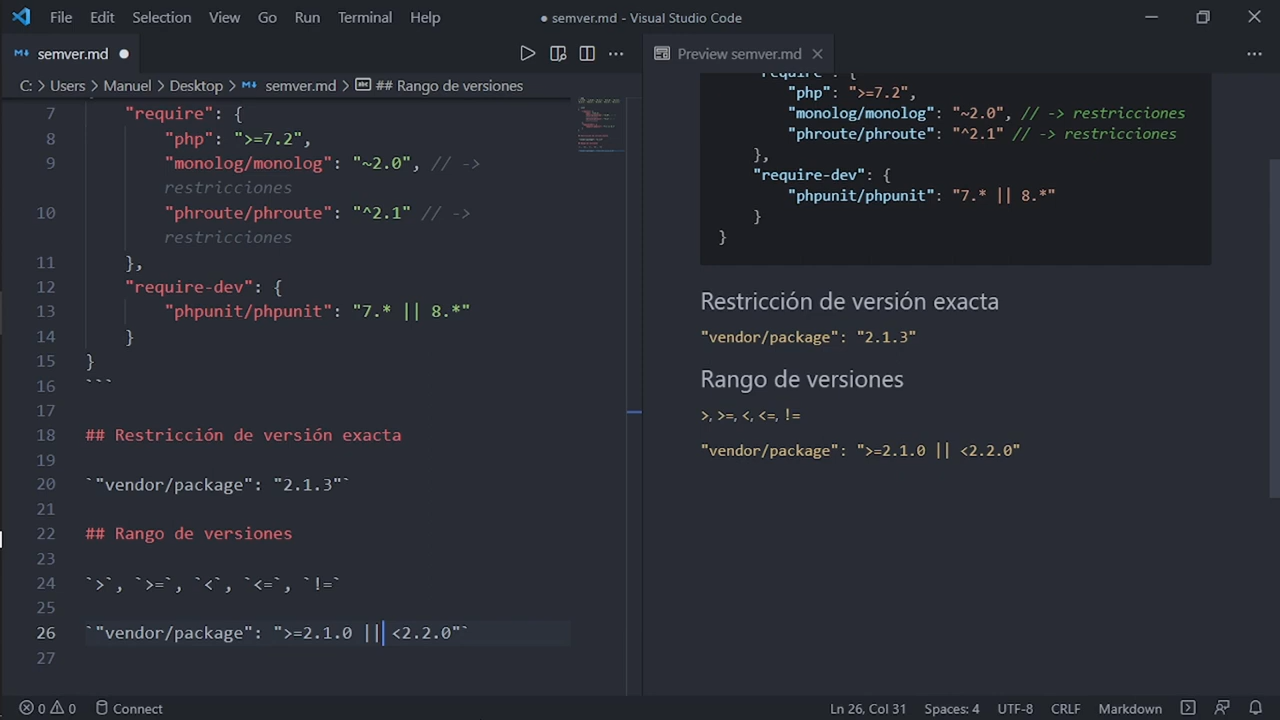 File Edit Selection View Go Run Terminal Help
● semver.md - Visual Studio Code
semver.md ●
C: > Users > Manuel > Desktop > semver.md > ## Rango de versiones
7 "require": {
8 "php": ">=7.2",
9 "monolog/monolog": "~2.0", // ->
restricciones
10 "phroute/phroute": "^2.1" // ->
restricciones
11 },
12 "require-dev": {
13 "phpunit/phpunit": "7.* || 8.*"
14 }
15 }
16 ```
17
18 ## Restricción de versión exacta
19
20 `"vendor/package": "2.1.3"`
21
22 ## Rango de versiones
23
24 `>`, `>=`, `<`, `<=`, `!=`
25
26 `"vendor/package": ">=2.1.0 || <2.2.0"`
27
Preview semver.md
"require": {
"php": ">=7.2",
"monolog/monolog": "~2.0", // -> restricciones
"phroute/phroute": "^2.1" // -> restricciones
},
"require-dev": {
"phpunit/phpunit": "7.* || 8.*"
}
}
Restricción de versión exacta
"vendor/package": "2.1.3"
Rango de versiones
>, >=, <, <=, !=
"vendor/package": ">=2.1.0 || <2.2.0"
0 0 Connect
Ln 26, Col 31 Spaces: 4 UTF-8 CRLF Markdown